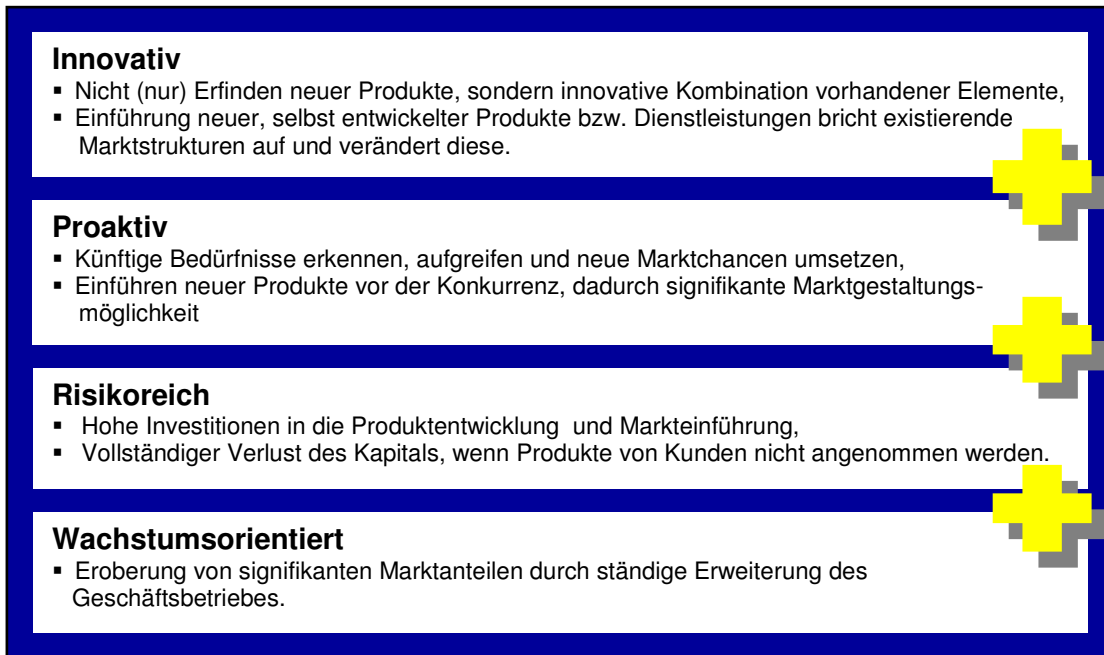 Innovativ
▪ Nicht (nur) Erfinden neuer Produkte, sondern innovative Kombination vorhandener Elemente,
▪ Einführung neuer, selbst entwickelter Produkte bzw. Dienstleistungen bricht existierende
Marktstrukturen auf und verändert diese.
Proaktiv
▪ Künftige Bedürfnisse erkennen, aufgreifen und neue Marktchancen umsetzen,
▪ Einführen neuer Produkte vor der Konkurrenz, dadurch signifikante Marktgestaltungs-
möglichkeit
Risikoreich
▪ Hohe Investitionen in die Produktentwicklung und Markteinführung,
▪ Vollständiger Verlust des Kapitals, wenn Produkte von Kunden nicht angenommen werden.
Wachstumsorientiert
▪ Eroberung von signifikanten Marktanteilen durch ständige Erweiterung des
Geschäftsbetriebes.